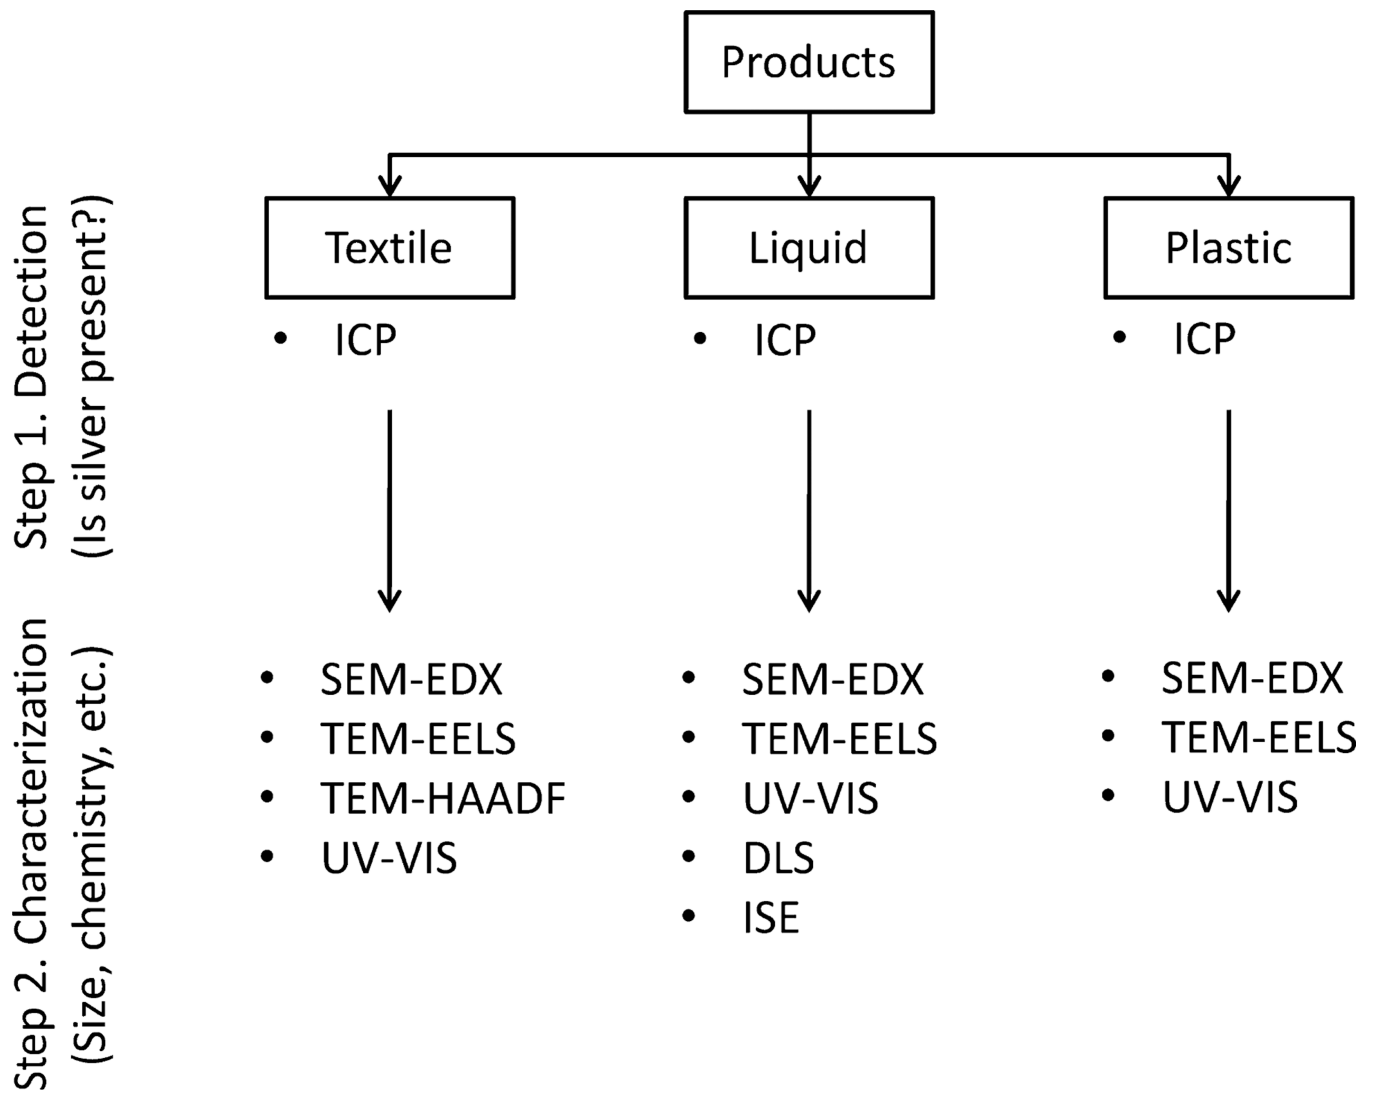 Products
Step 1. Detection
(Is silver present?)
Textile
Liquid
Plastic
• ICP
• ICP
• ICP
Step 2. Characterization
(Size, chemistry, etc.)
• SEM-EDX
• TEM-EELS
• TEM-HAADF
• UV-VIS
• SEM-EDX
• TEM-EELS
• UV-VIS
• DLS
• ISE
• SEM-EDX
• TEM-EELS
• UV-VIS